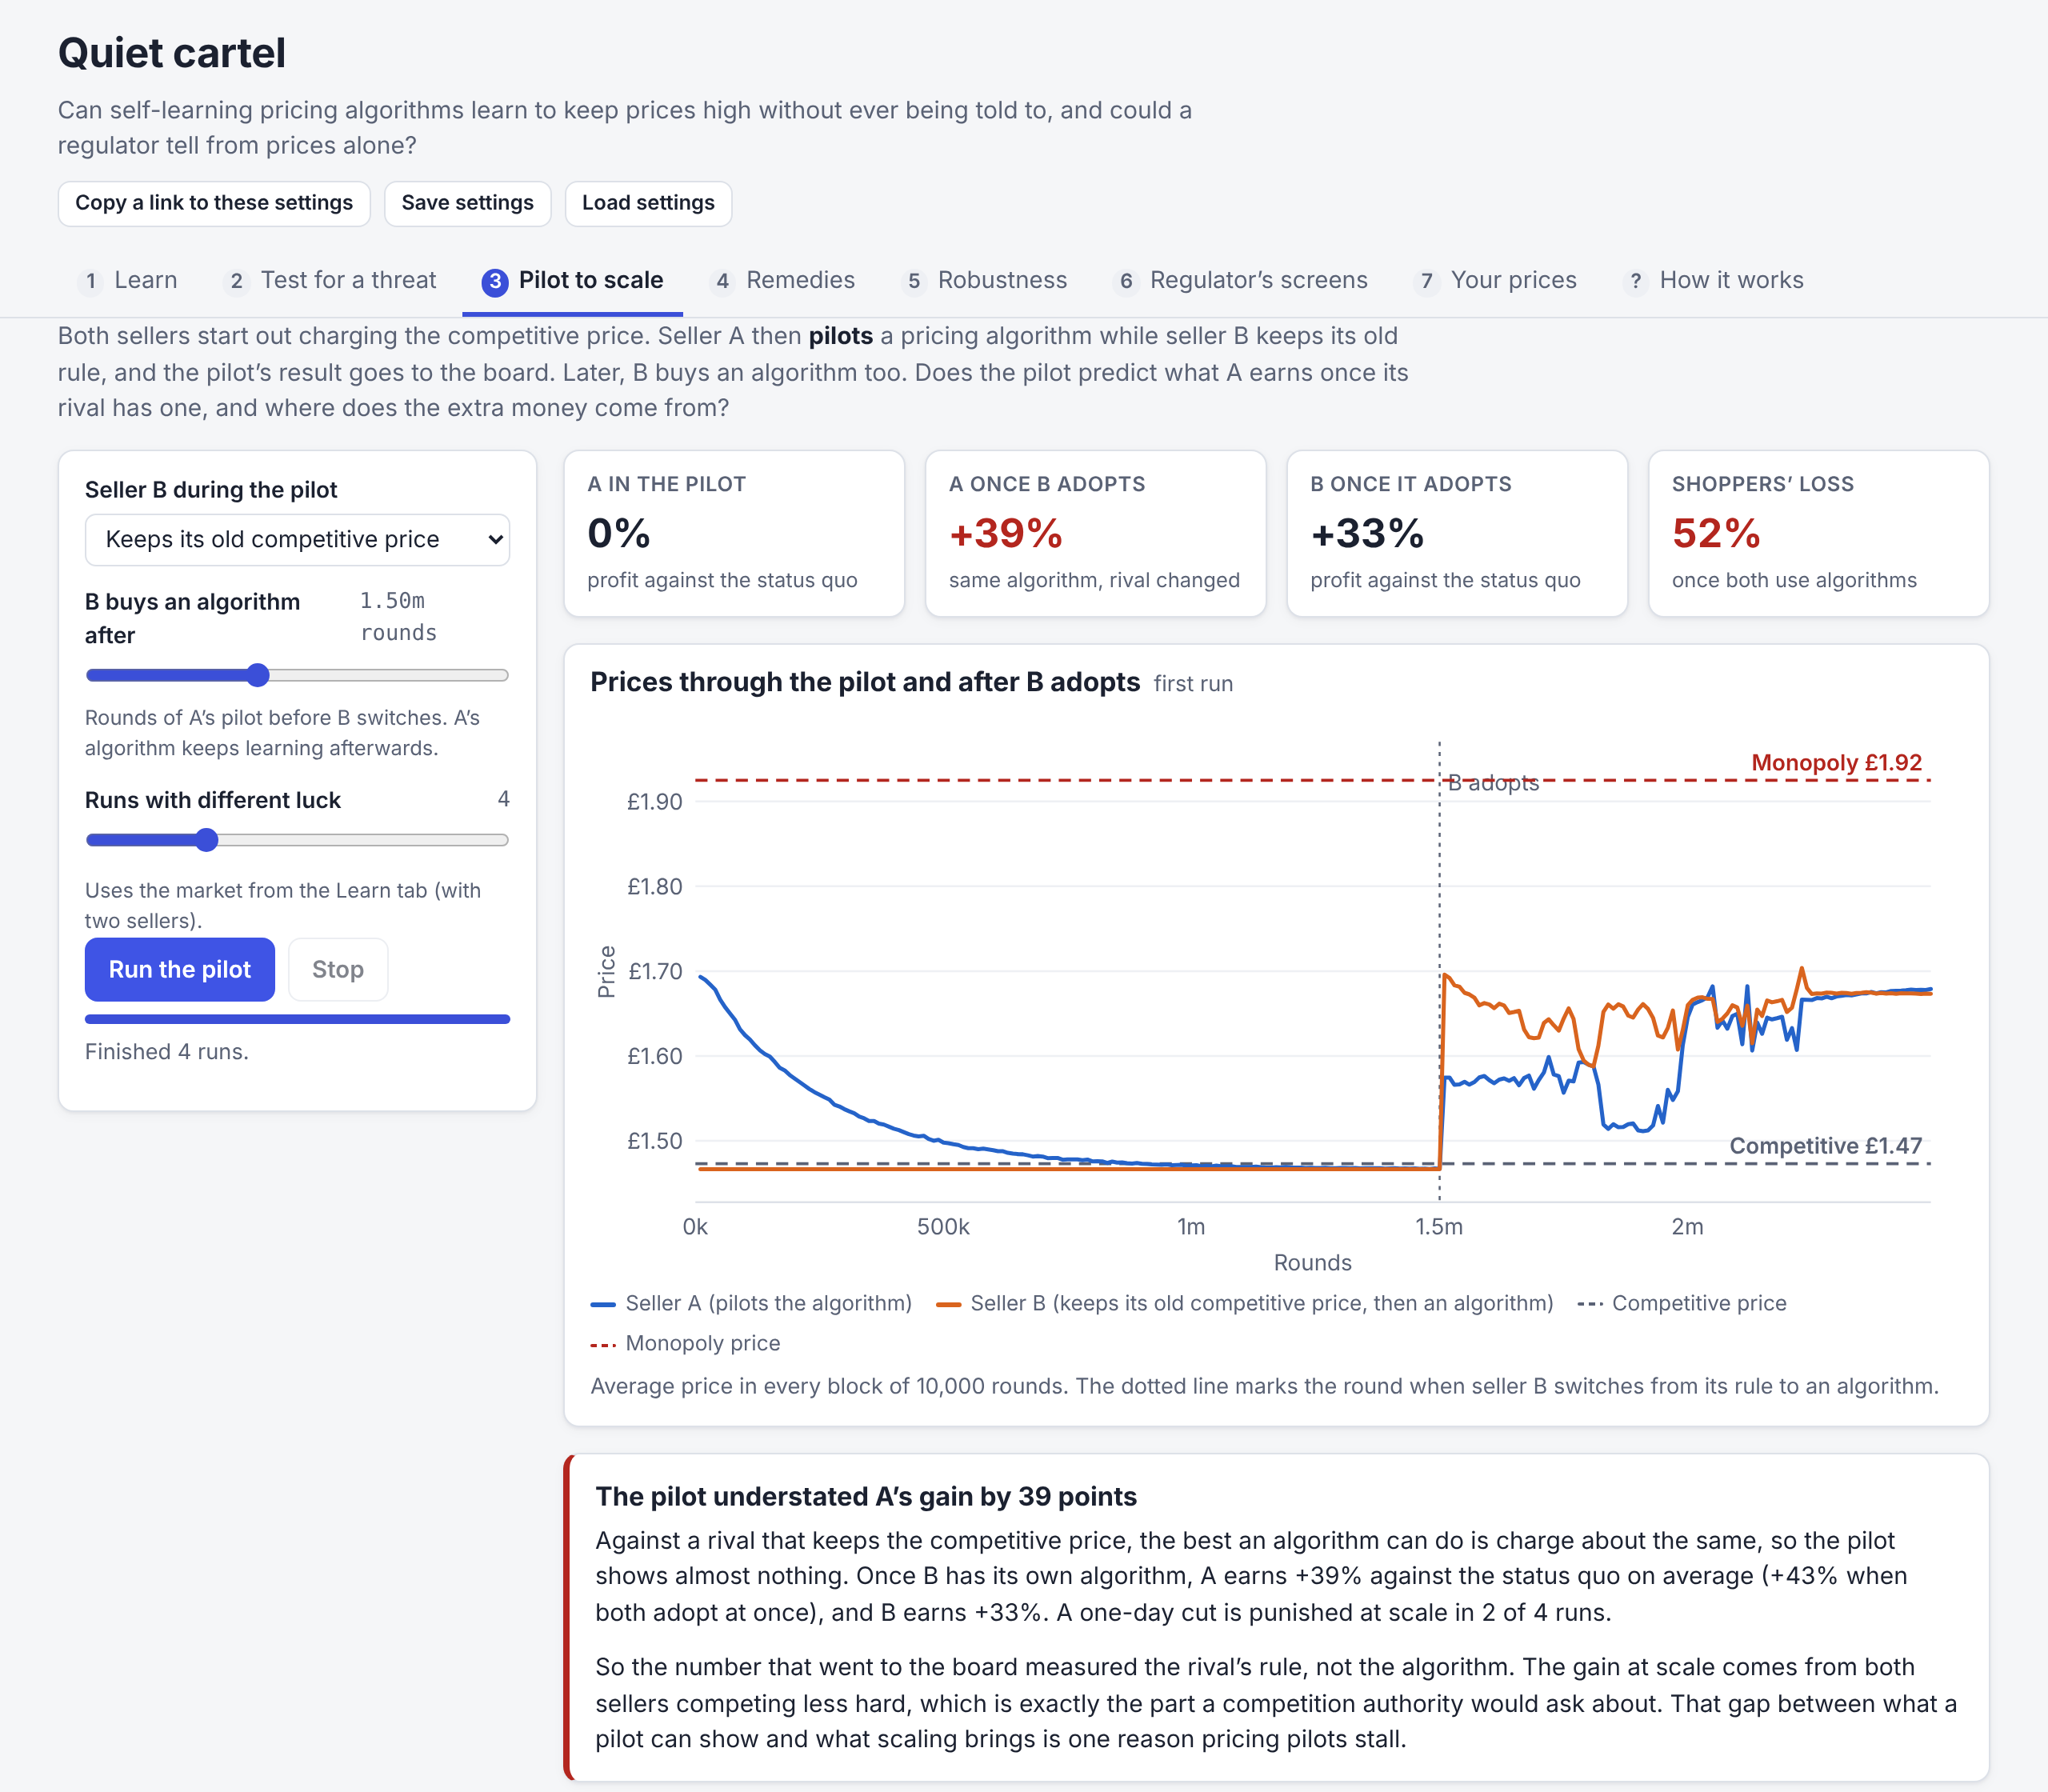 Quiet cartel
Can self-learning pricing algorithms learn to keep prices high without ever being told to, and could a
regulator tell from prices alone?
Copy a link to these settings
Save settings
Load settings
1 Learn
2 Test for a threat
3 Pilot to scale
4 Remedies
5 Robustness
6 Regulator’s screens
7 Your prices
? How it works
Both sellers start out charging the competitive price. Seller A then pilots a pricing algorithm while seller B keeps its old
rule, and the pilot’s result goes to the board. Later, B buys an algorithm too. Does the pilot predict what A earns once its
rival has one, and where does the extra money come from?
Seller B during the pilot
Keeps its old competitive price
B buys an algorithm
after
1.50m
rounds
Rounds of A’s pilot before B switches. A’s
algorithm keeps learning afterwards.
Runs with different luck
4
Uses the market from the Learn tab (with
two sellers).
Run the pilot
Stop
Finished 4 runs.
A IN THE PILOT
0%
profit against the status quo
A ONCE B ADOPTS
+39%
same algorithm, rival changed
B ONCE IT ADOPTS
+33%
profit against the status quo
SHOPPERS’ LOSS
52%
once both use algorithms
Prices through the pilot and after B adopts first run
Monopoly £1.92
B adopts
£1.90
£1.80
£1.70
£1.60
£1.50
Price
Competitive £1.47
0k
500k
1m
1.5m
2m
Rounds
Seller A (pilots the algorithm)
Seller B (keeps its old competitive price, then an algorithm)
Competitive price
Monopoly price
Average price in every block of 10,000 rounds. The dotted line marks the round when seller B switches from its rule to an algorithm.
The pilot understated A’s gain by 39 points
Against a rival that keeps the competitive price, the best an algorithm can do is charge about the same, so the pilot
shows almost nothing. Once B has its own algorithm, A earns +39% against the status quo on average (+43% when
both adopt at once), and B earns +33%. A one-day cut is punished at scale in 2 of 4 runs.
So the number that went to the board measured the rival’s rule, not the algorithm. The gain at scale comes from both
sellers competing less hard, which is exactly the part a competition authority would ask about. That gap between what a
pilot can show and what scaling brings is one reason pricing pilots stall.